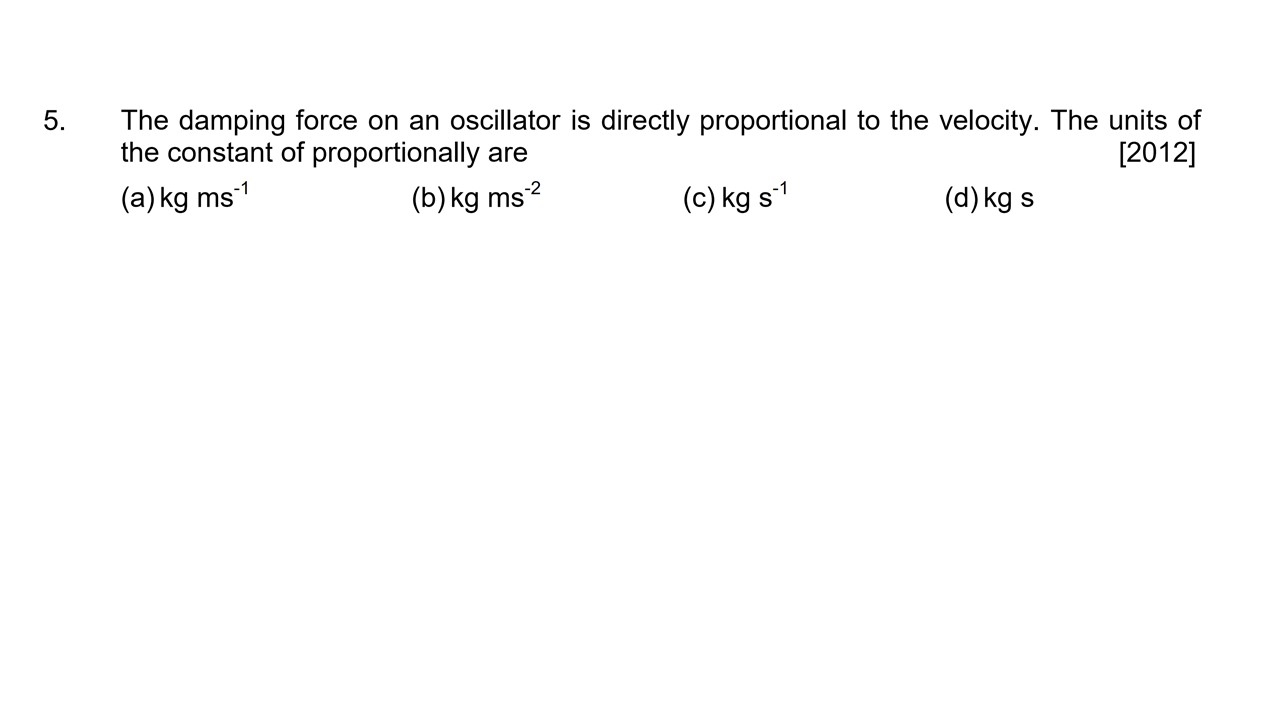 5. The damping force on an oscillator is directly proportional to the velocity. The units of
the constant of proportionally are [2012]
(a) kg ms⁻¹ (b) kg ms⁻² (c) kg s⁻¹ (d) kg s